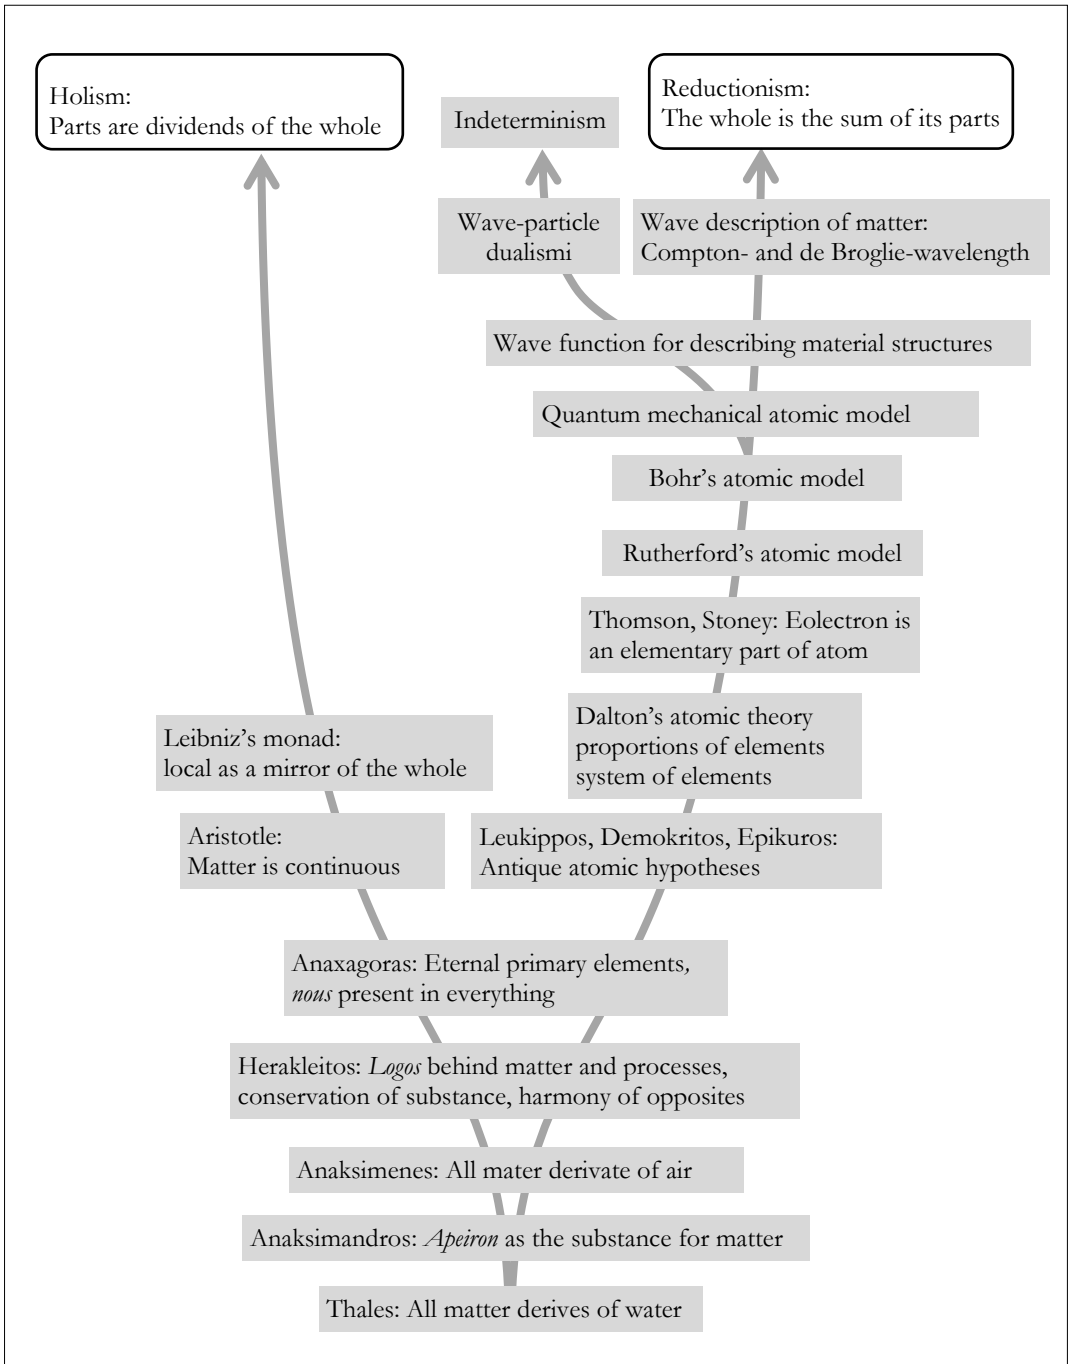 Holism:
Parts are dividends of the whole
Indeterminism
Reductionism:
The whole is the sum of its parts
Wave-particle
dualismi
Wave description of matter:
Compton- and de Broglie-wavelength
Wave function for describing material structures
Quantum mechanical atomic model
Bohr’s atomic model
Rutherford’s atomic model
Thomson, Stoney: Eolectron is
an elementary part of atom
Dalton’s atomic theory
proportions of elements
system of elements
Leibniz’s monad:
local as a mirror of the whole
Aristotle:
Matter is continuous
Leukippos, Demokritos, Epikuros:
Antique atomic hypotheses
Anaxagoras: Eternal primary elements,
nous present in everything
Herakleitos: Logos behind matter and processes,
conservation of substance, harmony of opposites
Anaksimenes: All mater derivate of air
Anaksimandros: Apeiron as the substance for matter
Thales: All matter derives of water